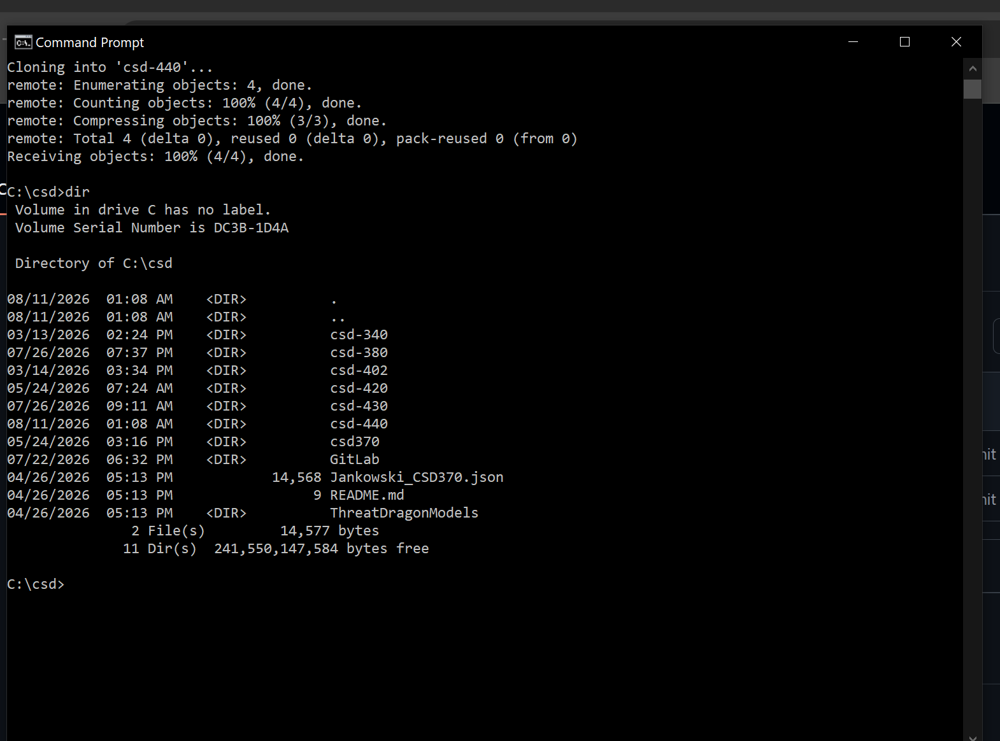 Command Prompt
Cloning into 'csd-440'...
remote: Enumerating objects: 4, done.
remote: Counting objects: 100% (4/4), done.
remote: Compressing objects: 100% (3/3), done.
remote: Total 4 (delta 0), reused 0 (delta 0), pack-reused 0 (from 0)
Receiving objects: 100% (4/4), done.
C:\csd>dir
 Volume in drive C has no label.
 Volume Serial Number is DC3B-1D4A
 Directory of C:\csd
08/11/2026  01:08 AM    <DIR>          .
08/11/2026  01:08 AM    <DIR>          ..
03/13/2026  02:24 PM    <DIR>          csd-340
07/26/2026  07:37 PM    <DIR>          csd-380
03/14/2026  03:34 PM    <DIR>          csd-402
05/24/2026  07:24 AM    <DIR>          csd-420
07/26/2026  09:11 AM    <DIR>          csd-430
08/11/2026  01:08 AM    <DIR>          csd-440
05/24/2026  03:16 PM    <DIR>          csd370
07/22/2026  06:32 PM    <DIR>          GitLab
04/26/2026  05:13 PM            14,568 Jankowski_CSD370.json
04/26/2026  05:13 PM                 9 README.md
04/26/2026  05:13 PM    <DIR>          ThreatDragonModels
               2 File(s)         14,577 bytes
              11 Dir(s)  241,550,147,584 bytes free
C:\csd>